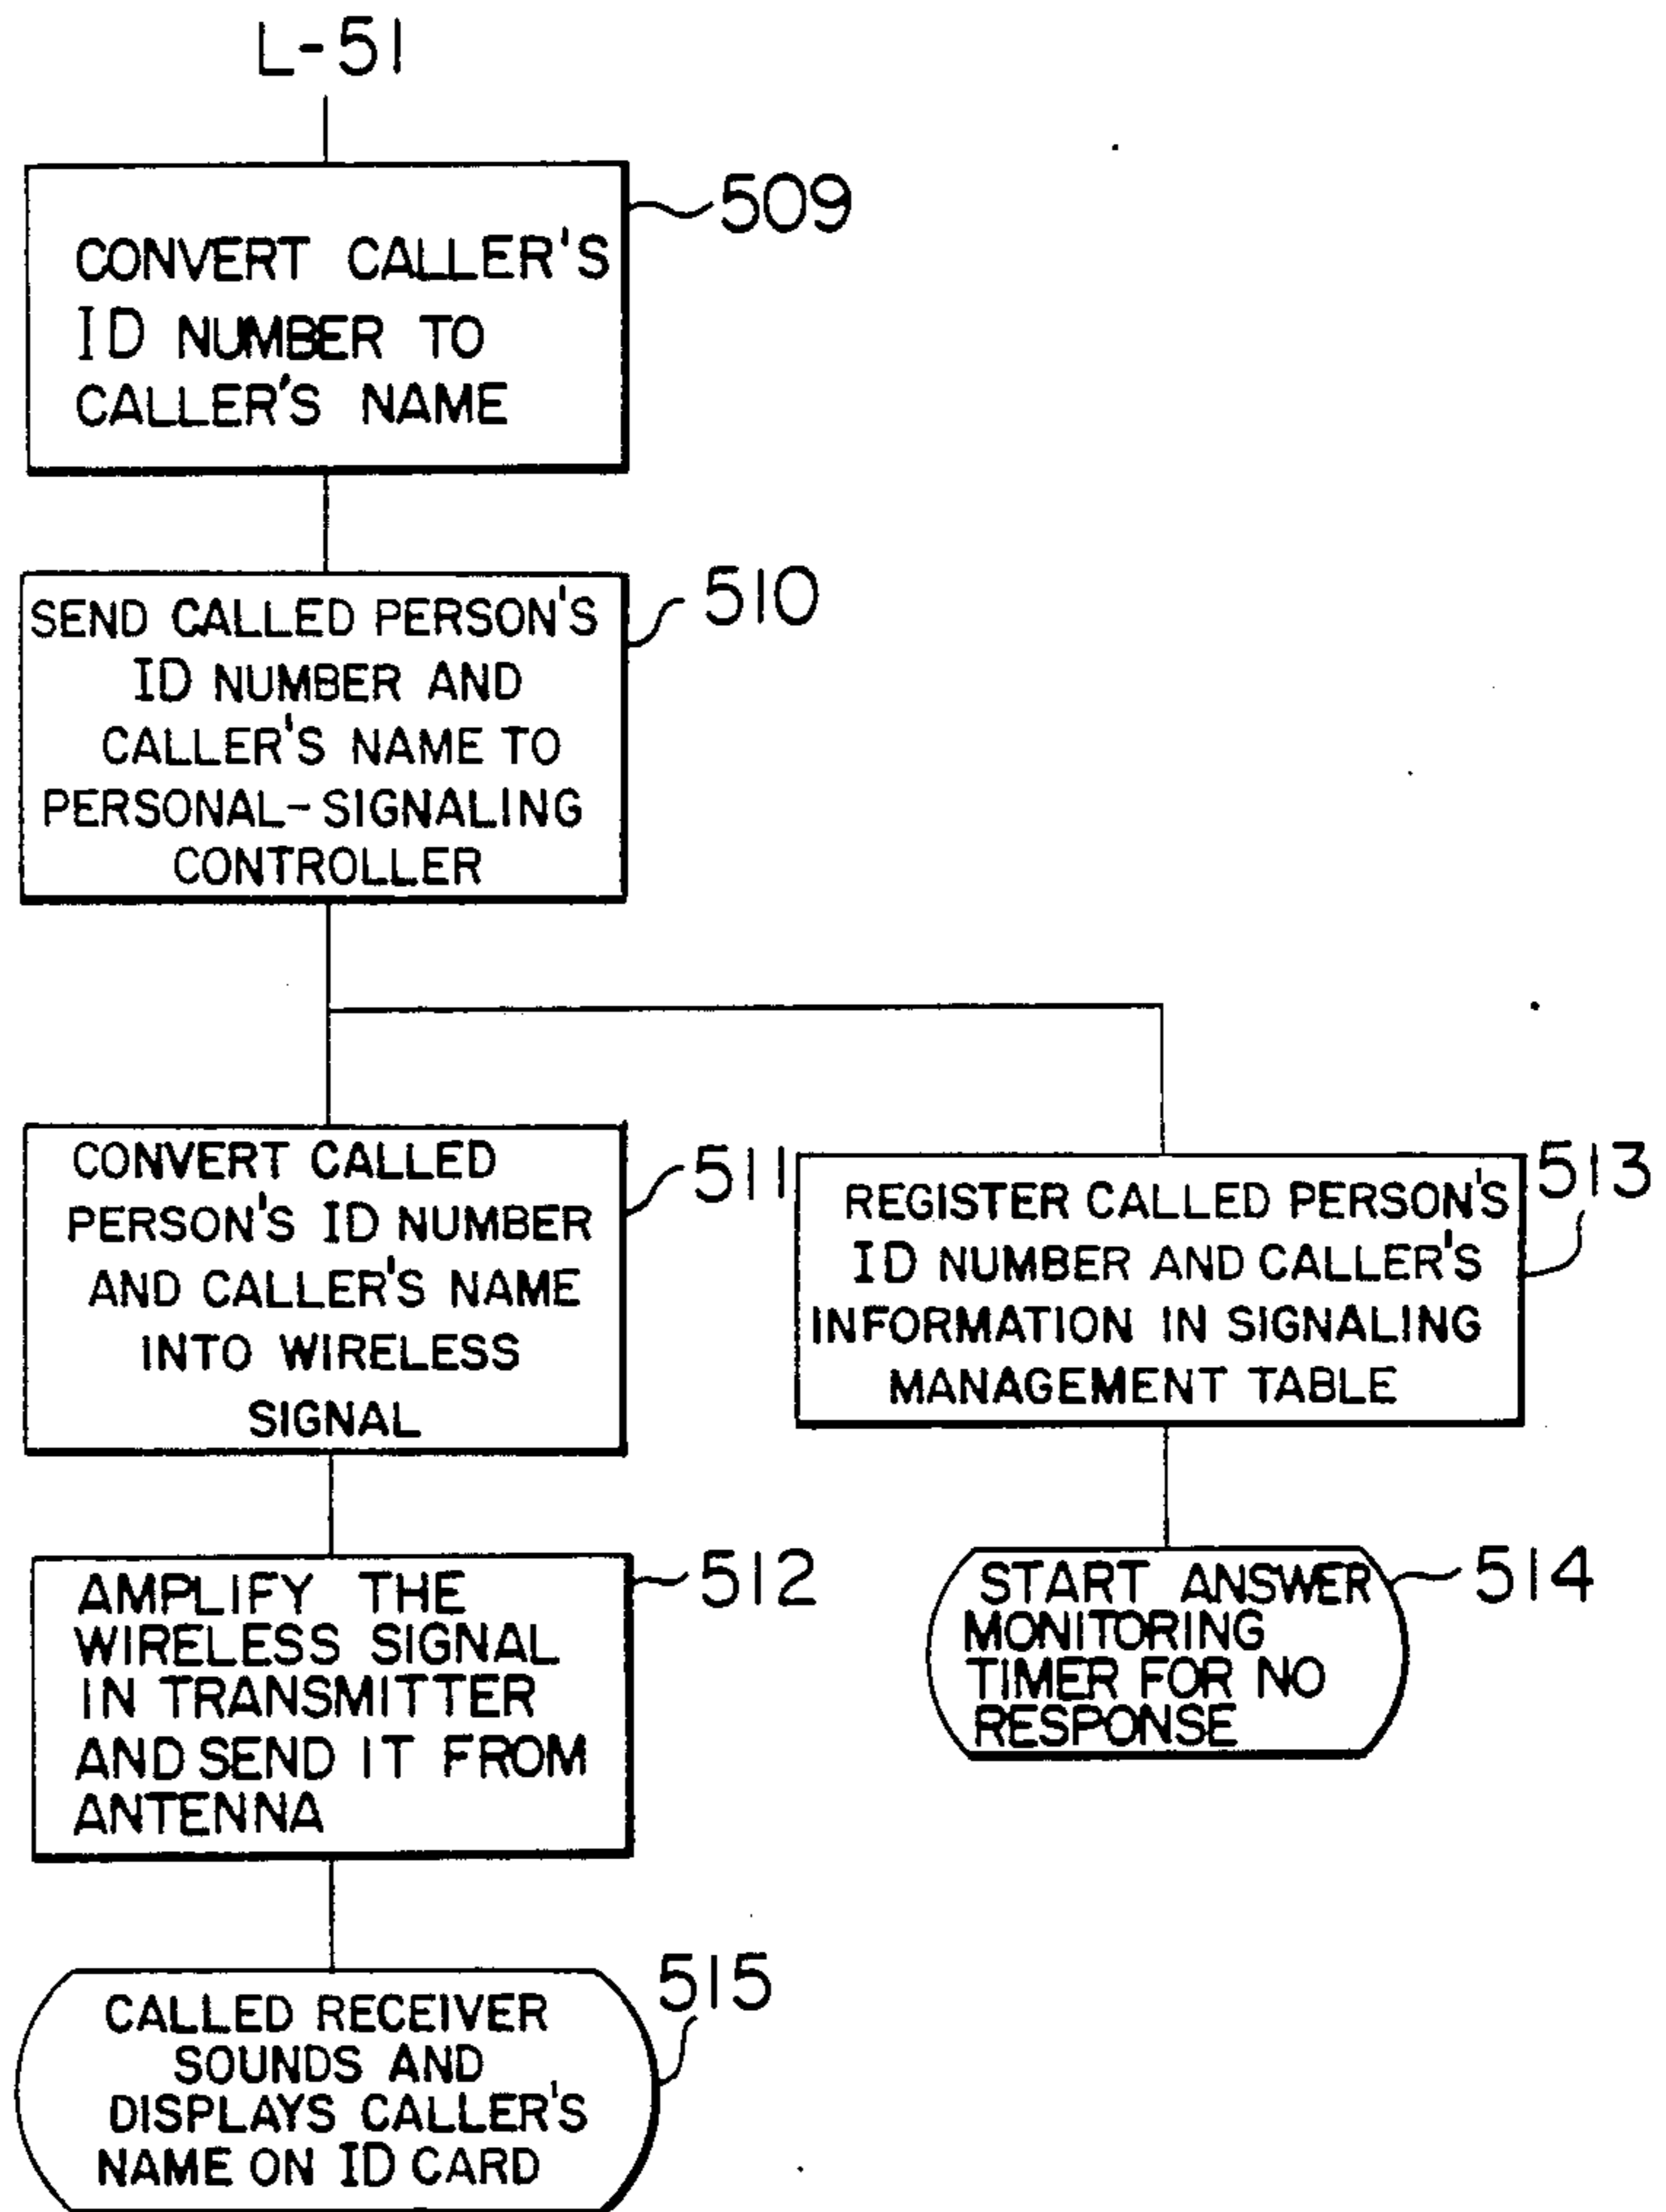 L-51
509
CONVERT CALLER'S
ID NUMBER TO
CALLER'S NAME
510
SEND CALLED PERSON'S
ID NUMBER AND
CALLER'S NAME TO
PERSONAL-SIGNALING
CONTROLLER
511
CONVERT CALLED
PERSON'S ID NUMBER
AND CALLER'S NAME
INTO WIRELESS
SIGNAL
513
REGISTER CALLED PERSON'S
ID NUMBER AND CALLER'S
INFORMATION IN SIGNALING
MANAGEMENT TABLE
512
AMPLIFY THE
WIRELESS SIGNAL
IN TRANSMITTER
AND SEND IT FROM
ANTENNA
514
START ANSWER
MONITORING
TIMER FOR NO
RESPONSE
515
CALLED RECEIVER
SOUNDS AND
DISPLAYS CALLER'S
NAME ON ID CARD